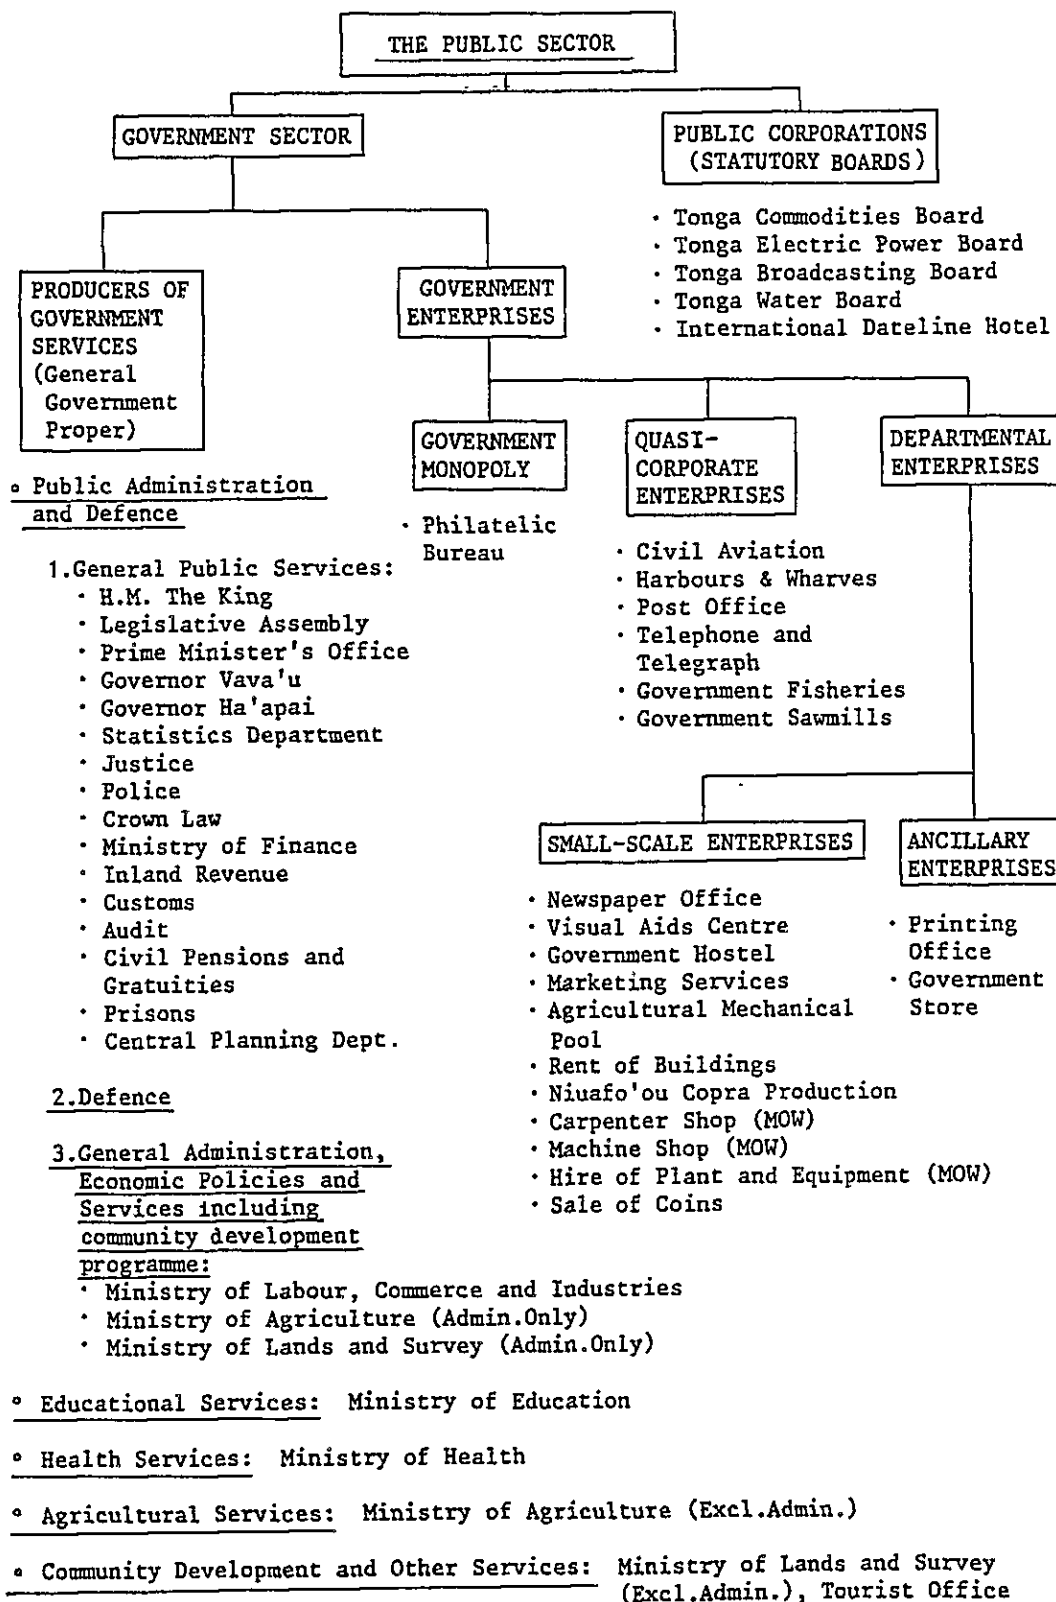 THE PUBLIC SECTOR
GOVERNMENT SECTOR
PUBLIC CORPORATIONS
(STATUTORY BOARDS)
· Tonga Commodities Board
· Tonga Electric Power Board
· Tonga Broadcasting Board
· Tonga Water Board
· International Dateline Hotel
PRODUCERS OF
GOVERNMENT
SERVICES
(General
Government
Proper)
GOVERNMENT
ENTERPRISES
GOVERNMENT
MONOPOLY
· Philatelic
Bureau
QUASI-
CORPORATE
ENTERPRISES
· Civil Aviation
· Harbours & Wharves
· Post Office
· Telephone and
Telegraph
· Government Fisheries
· Government Sawmills
DEPARTMENTAL
ENTERPRISES
SMALL-SCALE ENTERPRISES
· Newspaper Office
· Visual Aids Centre
· Government Hostel
· Marketing Services
· Agricultural Mechanical
Pool
· Rent of Buildings
· Niuafo'ou Copra Production
· Carpenter Shop (MOW)
· Machine Shop (MOW)
· Hire of Plant and Equipment (MOW)
· Sale of Coins
ANCILLARY
ENTERPRISES
· Printing
Office
· Government
Store
° Public Administration
and Defence
1.General Public Services:
· H.M. The King
· Legislative Assembly
· Prime Minister's Office
· Governor Vava'u
· Governor Ha'apai
· Statistics Department
· Justice
· Police
· Crown Law
· Ministry of Finance
· Inland Revenue
· Customs
· Audit
· Civil Pensions and
Gratuities
· Prisons
· Central Planning Dept.
2.Defence
3.General Administration,
Economic Policies and
Services including
community development
programme:
· Ministry of Labour, Commerce and Industries
· Ministry of Agriculture (Admin.Only)
· Ministry of Lands and Survey (Admin.Only)
° Educational Services: Ministry of Education
° Health Services: Ministry of Health
° Agricultural Services: Ministry of Agriculture (Excl.Admin.)
° Community Development and Other Services: Ministry of Lands and Survey
(Excl.Admin.), Tourist Office